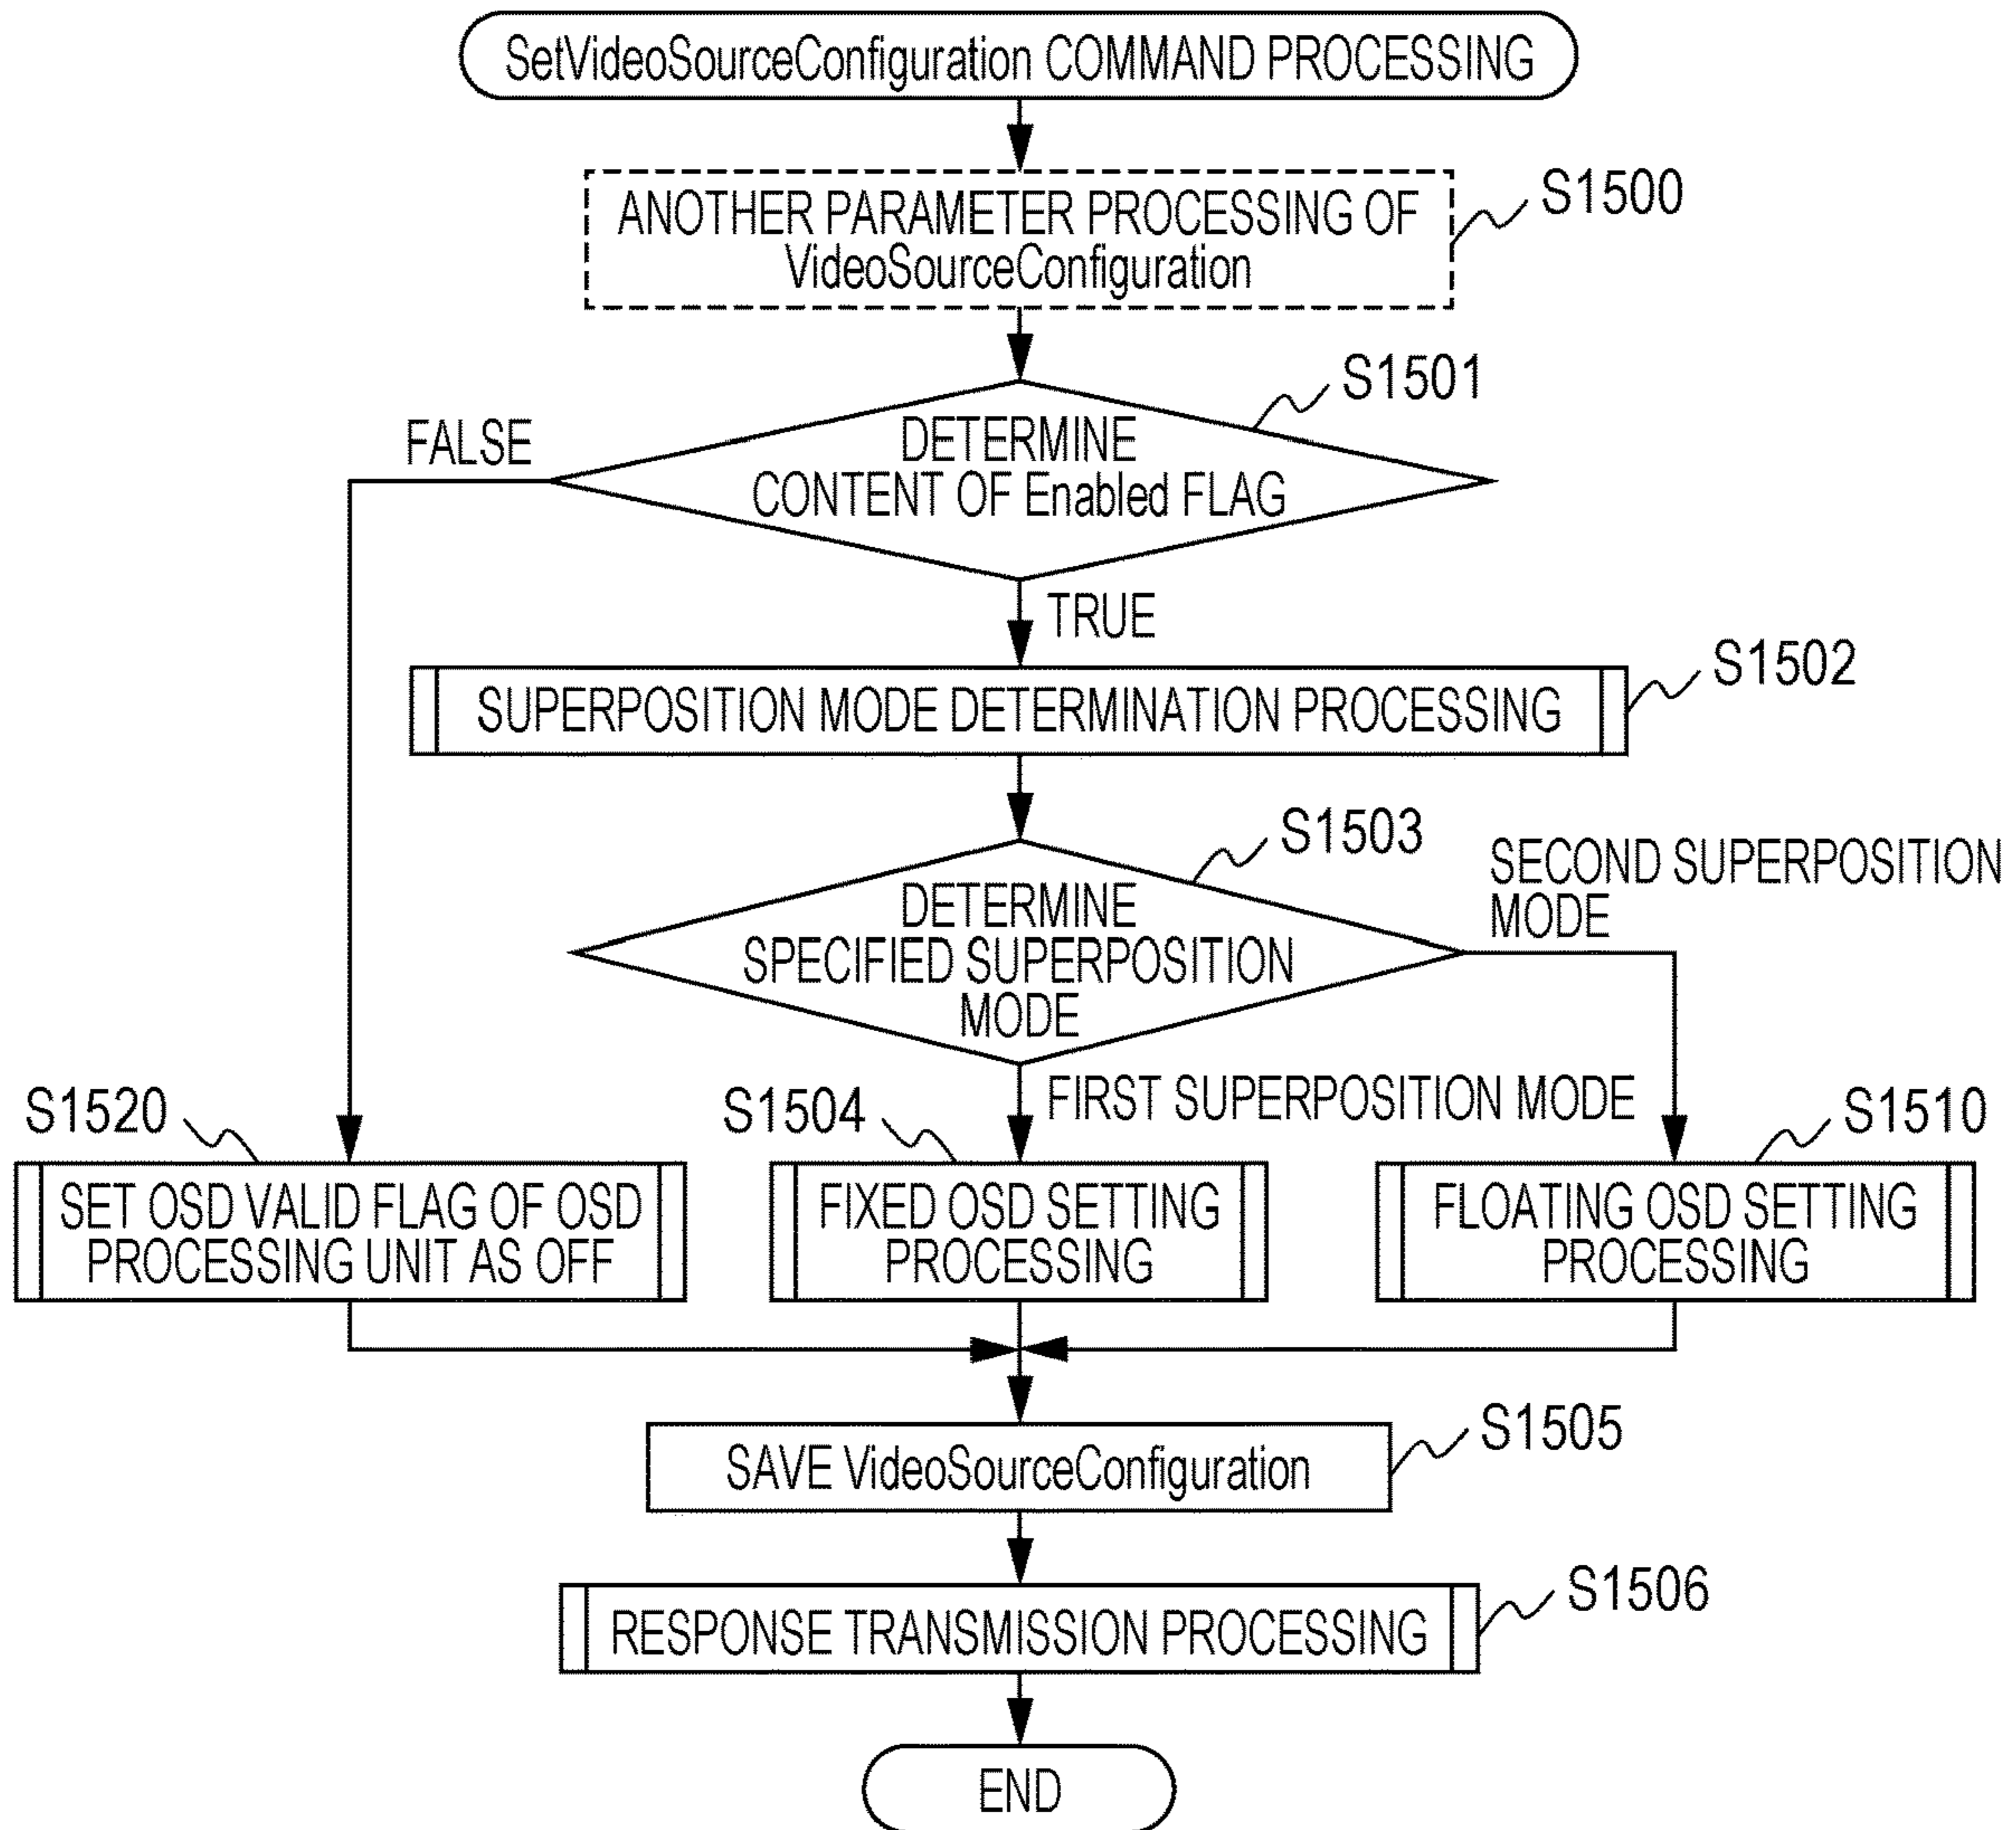 SetVideoSourceConfiguration COMMAND PROCESSING
S1500
ANOTHER PARAMETER PROCESSING OF
VideoSourceConfiguration
S1501
DETERMINE
CONTENT OF Enabled FLAG
FALSE
TRUE
S1502
SUPERPOSITION MODE DETERMINATION PROCESSING
S1503
DETERMINE
SPECIFIED SUPERPOSITION
MODE
SECOND SUPERPOSITION
MODE
FIRST SUPERPOSITION MODE
S1520
SET OSD VALID FLAG OF OSD
PROCESSING UNIT AS OFF
S1504
FIXED OSD SETTING
PROCESSING
S1510
FLOATING OSD SETTING
PROCESSING
S1505
SAVE VideoSourceConfiguration
S1506
RESPONSE TRANSMISSION PROCESSING
END